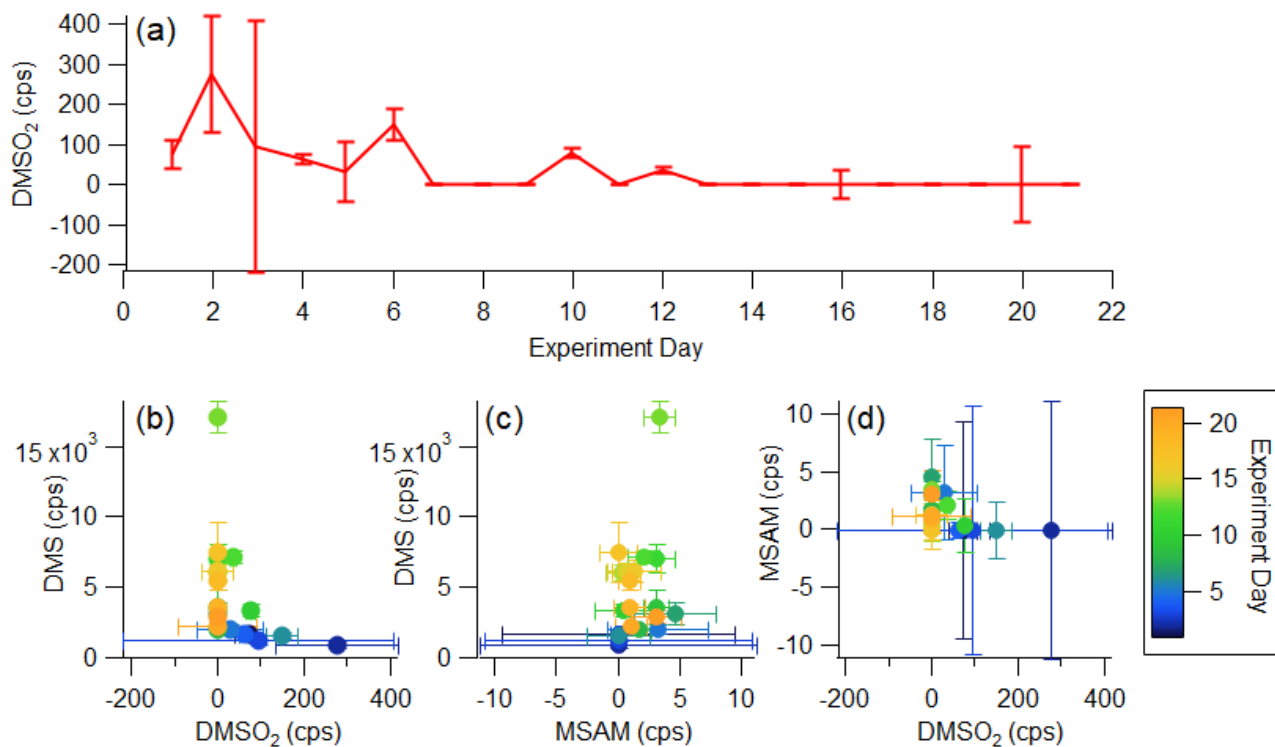 (a)
DMSO₂ (cps)
400
300
200
100
0
-100
-200
0 2 4 6 8 10 12 14 16 18 20 22
Experiment Day
(b)
DMS (cps)
15 x10³
10
5
0
-200 0 200 400
DMSO₂ (cps)
(c)
DMS (cps)
15 x10³
10
5
0
-10 -5 0 5 10
MSAM (cps)
(d)
MSAM (cps)
10
5
0
-5
-10
-200 0 200 400
DMSO₂ (cps)
20
15
10
5
Experiment Day